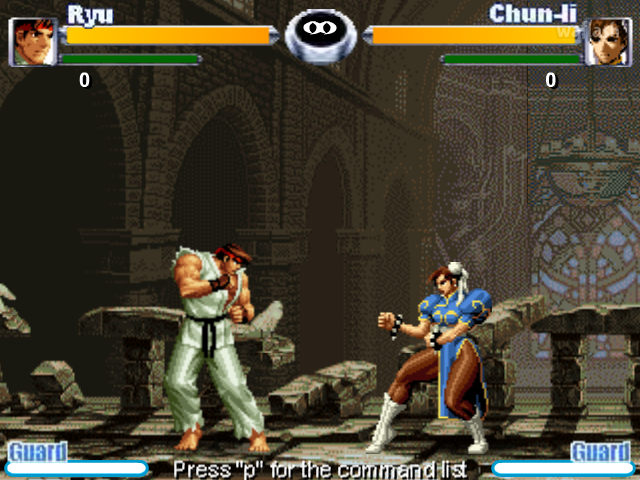 Ryu
Chun-li
0
0
Guard
Guard
Press "p" for the command list